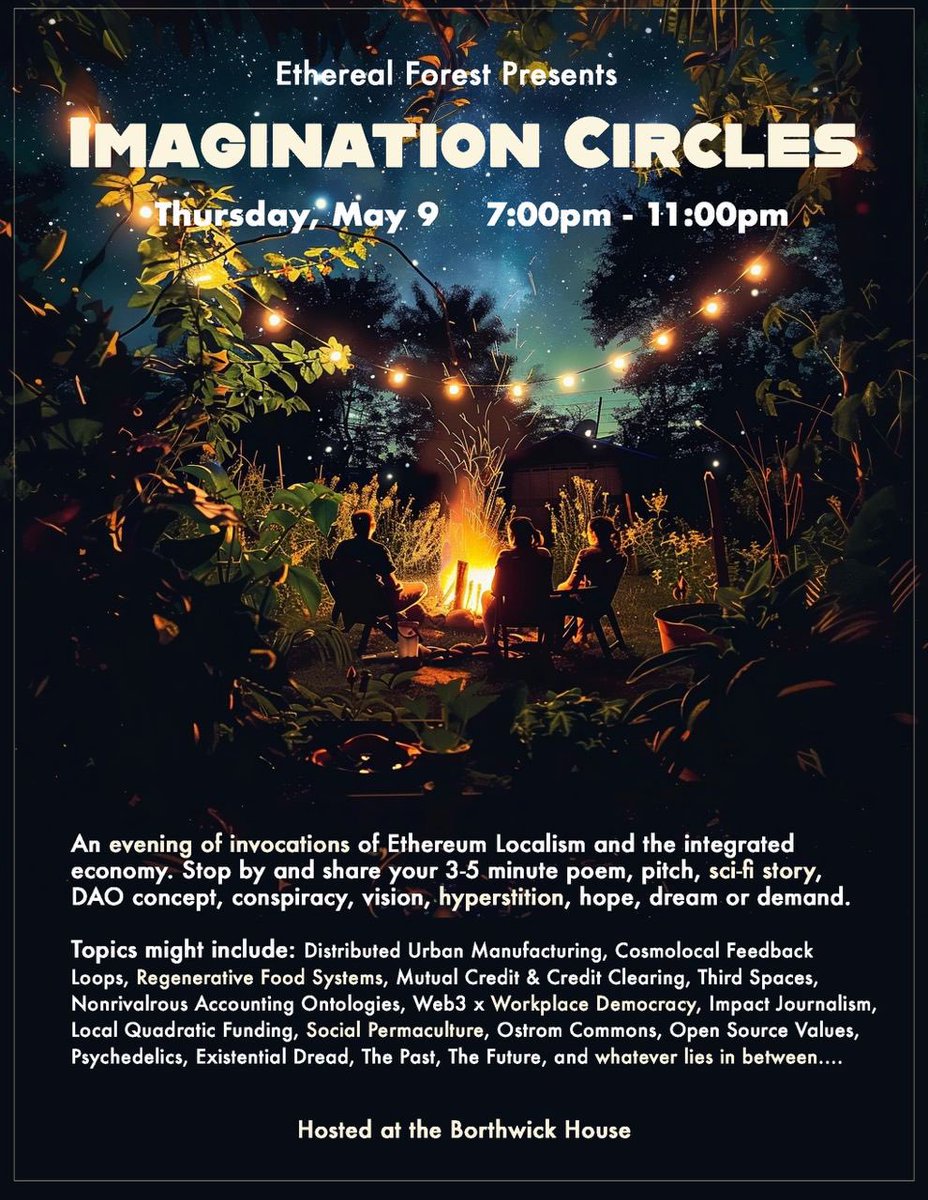 Ethereal Forest Presents
IMAGINATION CIRCLES
Thursday, May 9 7:00pm - 11:00pm
An evening of invocations of Ethereum Localism and the integrated
economy. Stop by and share your 3-5 minute poem, pitch, sci-fi story,
DAO concept, conspiracy, vision, hyperstition, hope, dream or demand.
Topics might include: Distributed Urban Manufacturing, Cosmolocal Feedback
Loops, Regenerative Food Systems, Mutual Credit & Credit Clearing, Third Spaces,
Nonrivalrous Accounting Ontologies, Web3 x Workplace Democracy, Impact Journalism,
Local Quadratic Funding, Social Permaculture, Ostrom Commons, Open Source Values,
Psychedelics, Existential Dread, The Past, The Future, and whatever lies in between....
Hosted at the Borthwick House